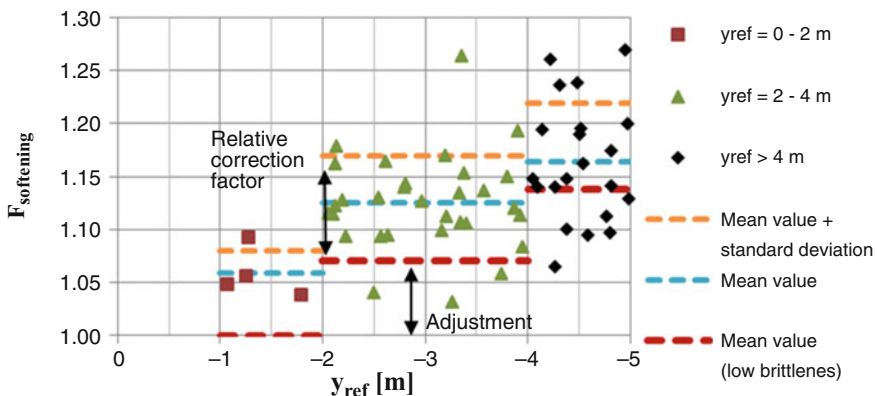 1.30
1.25
1.20
1.15
1.10
1.05
1.00
F softening
0
–1
–2
–3
–4
–5
y ref [m]
Relative
correction
factor
Adjustment
yref = 0 - 2 m
yref = 2 - 4 m
yref > 4 m
Mean value +
standard deviation
Mean value
Mean value
(low brittlenes)